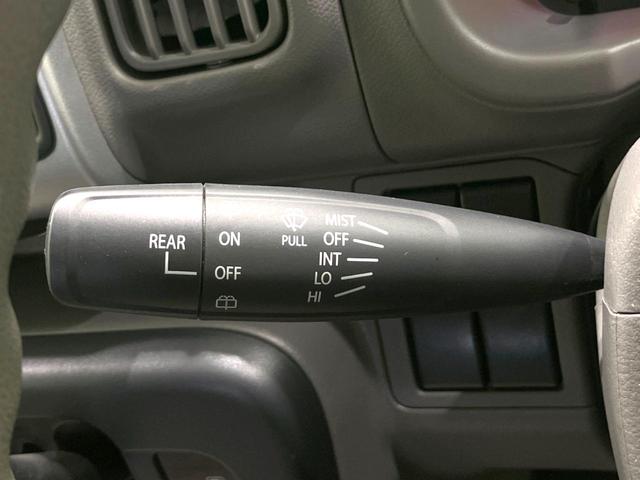 REAR
ON
OFF
PULL
MIST
OFF
INT
LO
HI